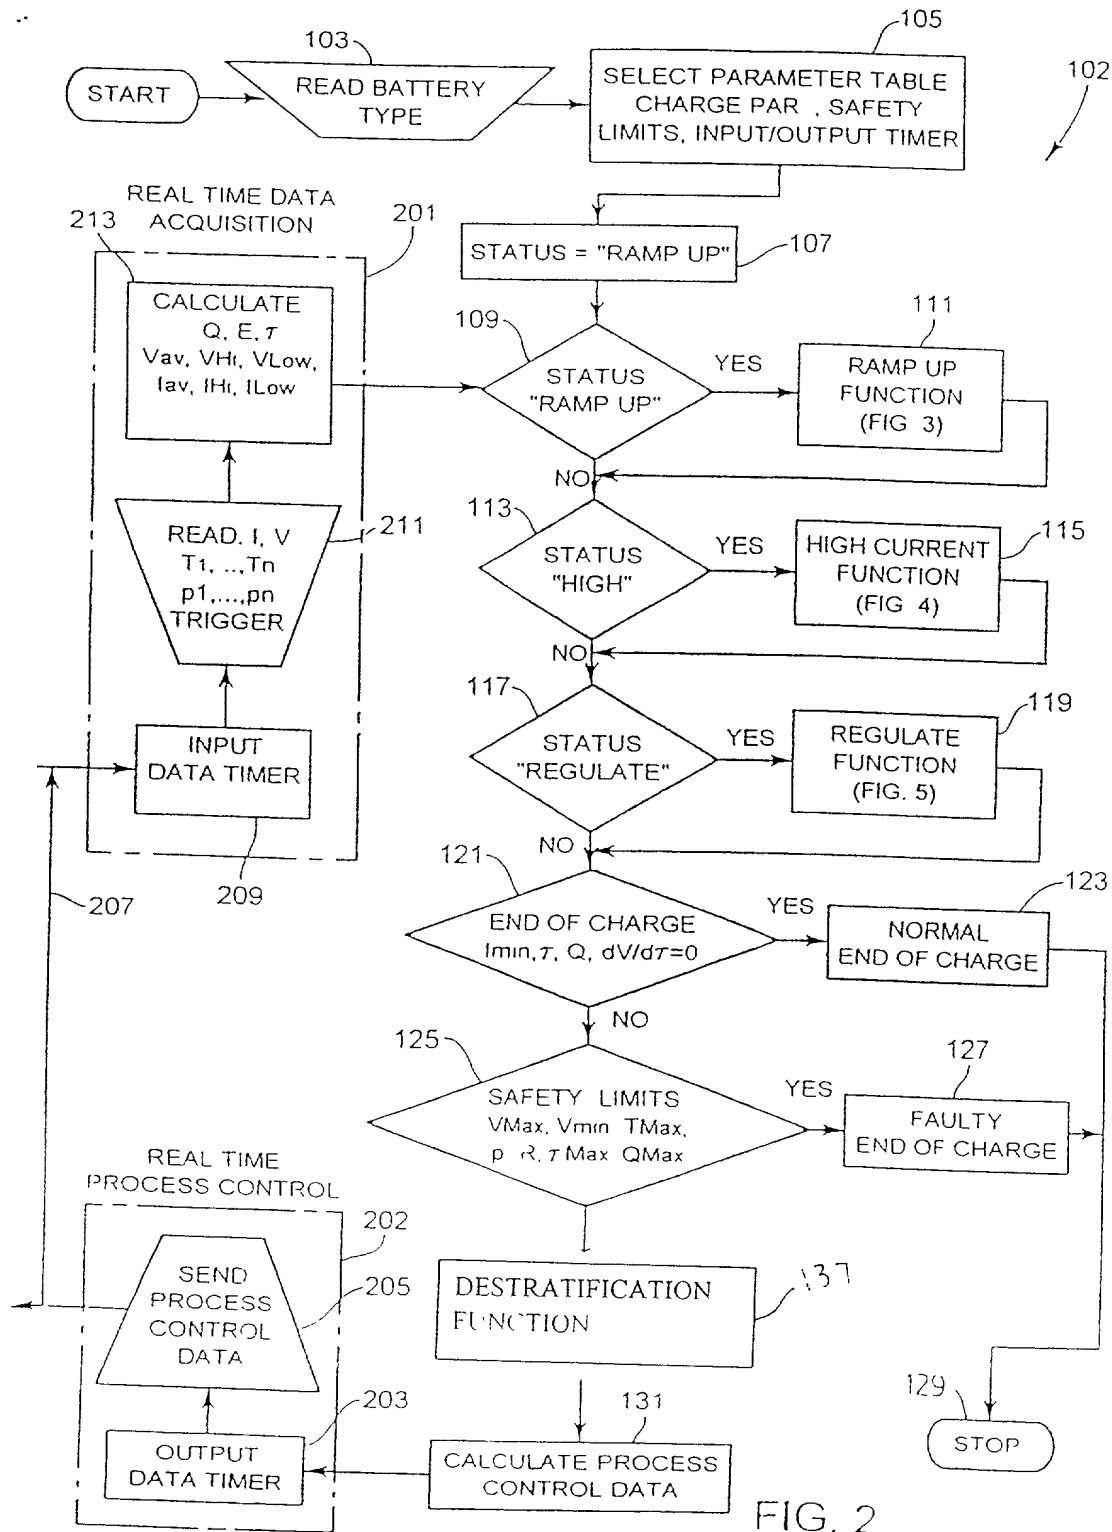 105
103
102
START
READ BATTERY
TYPE
SELECT PARAMETER TABLE
CHARGE PAR , SAFETY
LIMITS, INPUT/OUTPUT TIMER
REAL TIME DATA
ACQUISITION
213
201
STATUS = "RAMP UP"
107
CALCULATE
Q, E, τ
Vav, VHi, VLow,
Iav, IHi, ILow
109
STATUS
"RAMP UP"
YES
111
RAMP UP
FUNCTION
(FIG 3)
NO
READ. I, V
T1, ..,Tn
p1,...,pn
TRIGGER
211
113
STATUS
"HIGH"
YES
HIGH CURRENT
FUNCTION
(FIG 4)
115
NO
INPUT
DATA TIMER
209
207
117
STATUS
"REGULATE"
YES
REGULATE
FUNCTION
(FIG. 5)
119
NO
121
END OF CHARGE
Imin, τ, Q, dV/dτ=0
YES
123
NORMAL
END OF CHARGE
NO
125
SAFETY LIMITS
VMax, Vmin TMax,
p R, τ Max QMax
YES
127
FAULTY
END OF CHARGE
REAL TIME
PROCESS CONTROL
202
SEND
PROCESS
CONTROL
DATA
205
DESTRATIFICATION
FUNCTION
137
203
OUTPUT
DATA TIMER
131
CALCULATE PROCESS
CONTROL DATA
129
STOP
FIG. 2